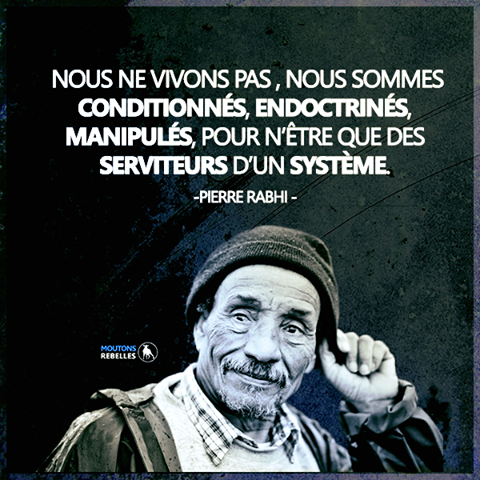 NOUS NE VIVONS PAS , NOUS SOMMES
CONDITIONNÉS, ENDOCTRINÉS,
MANIPULÉS, POUR N'ÊTRE QUE DES
SERVITEURS D'UN SYSTÈME.
-PIERRE RABHI -
MOUTONS
REBELLES